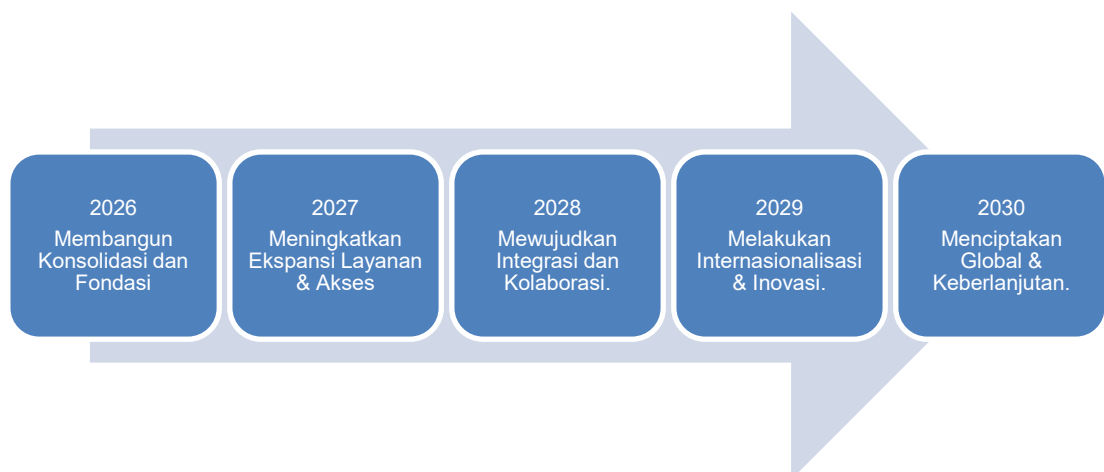 2026
Membangun
Konsolidasi dan
Fondasi
2027
Meningkatkan
Ekspansi Layanan
& Akses
2028
Mewujudkan
Integrasi dan
Kolaborasi.
2029
Melakukan
Internasionalisasi
& Inovasi.
2030
Menciptakan
Global &
Keberlanjutan.